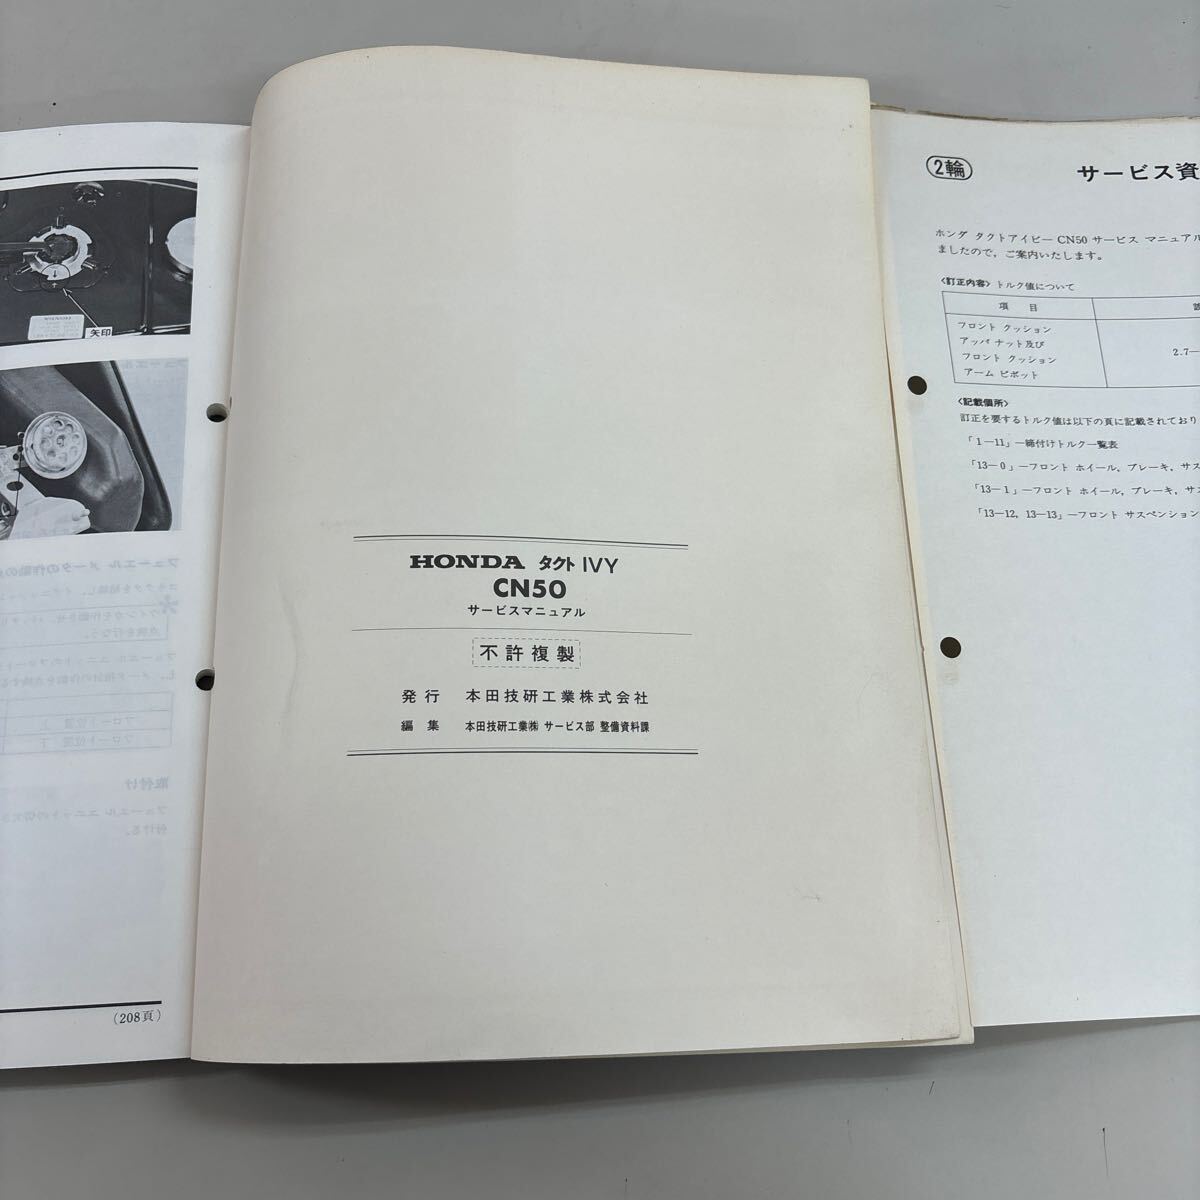 矢印
(208頁)
HONDA タクト IVY
CN50
サービスマニュアル
不許複製
発行 本田技研工業株式会社
編集 本田技研工業㈱ サービス部 整備資料課
2輪
サービス資
ホンダ タクトアイビー CN50 サービス マニュアル
ましたので，ご案内いたします。
〈訂正内容〉トルク値について
項 目
フロント クッション
アッパ ナット及び
フロント クッション
アーム ピボット
2.7—
〈記載個所〉
訂正を要するトルク値は以下の頁に記載されており
「1—11」—締付けトルク一覧表
「13—0」—フロント ホイール，ブレーキ，サス
「13—1」—フロント ホイール，ブレーキ，サ
「13—12, 13—13」—フロント サスペンション